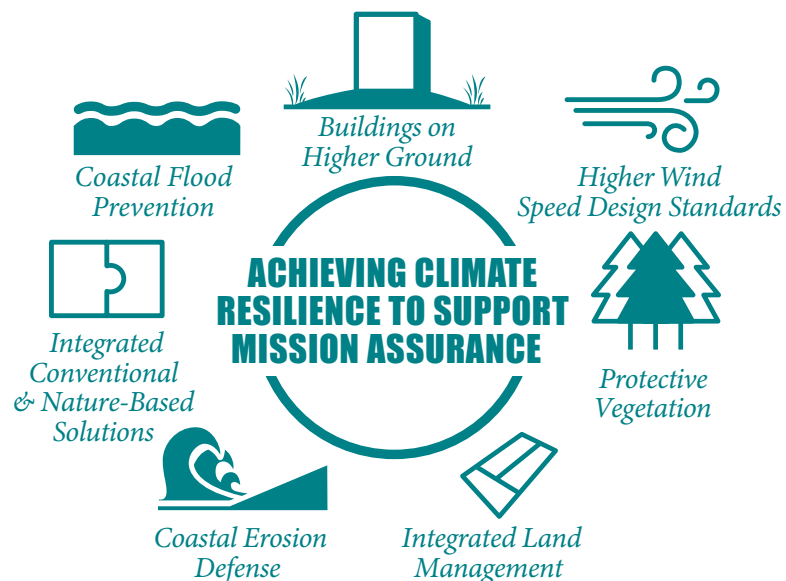 Buildings on
Higher Ground
Coastal Flood
Prevention
Higher Wind
Speed Design Standards
ACHIEVING CLIMATE
RESILIENCE TO SUPPORT
MISSION ASSURANCE
Integrated
Conventional
& Nature-Based
Solutions
Protective
Vegetation
Coastal Erosion
Defense
Integrated Land
Management